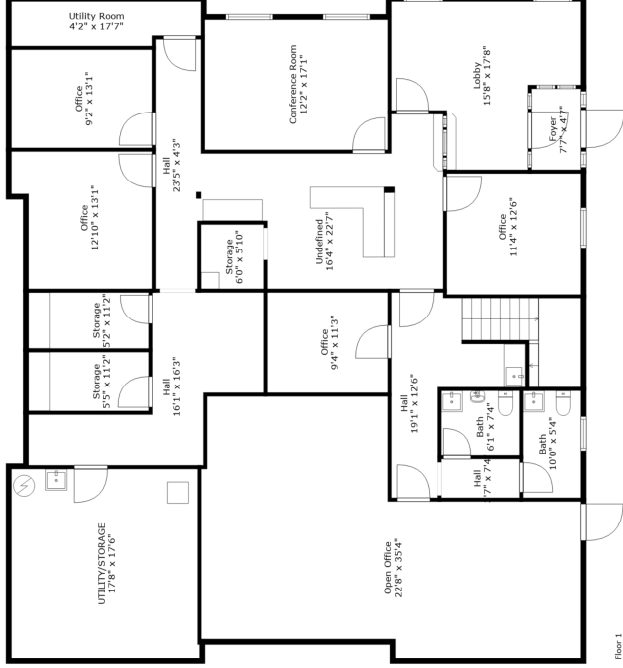 Utility Room
4'2" x 17'7"
Office
9'2" x 13'1"
Conference Room
12'2" x 17'1"
Lobby
15'8" x 17'8"
Foyer
7'7" x 4'7"
Hall
23'5" x 4'3"
Office
12'10" x 13'1"
Storage
6'0" x 5'10"
Undefined
16'4" x 22'7"
Office
11'4" x 12'6"
Storage
5'2" x 11'2"
Storage
5'5" x 11'2"
Hall
16'1" x 16'3"
Office
9'4" x 11'3"
Hall
19'1" x 12'6"
Bath
6'1" x 7'4"
Bath
10'0" x 5'4"
Hall
'7" x 7'4
UTILITY/STORAGE
17'8" x 17'6"
Open Office
22'8" x 35'4"
Floor 1